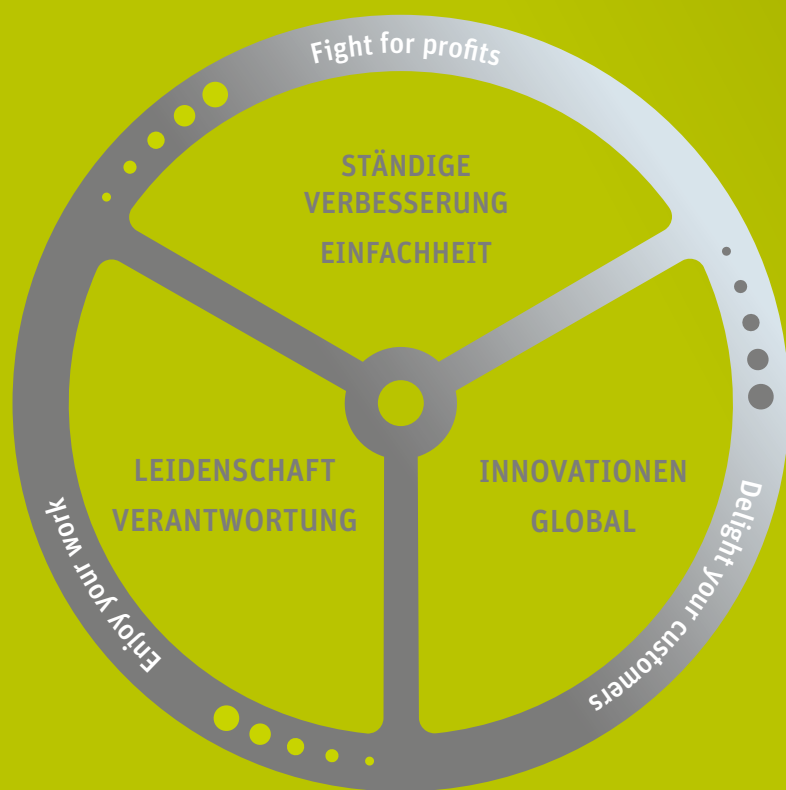 Fight for profits
STÄNDIGE
VERBESSERUNG
EINFACHHEIT
LEIDENSCHAFT
VERANTWORTUNG
INNOVATIONEN
GLOBAL
Enjoy your work
Delight your customers